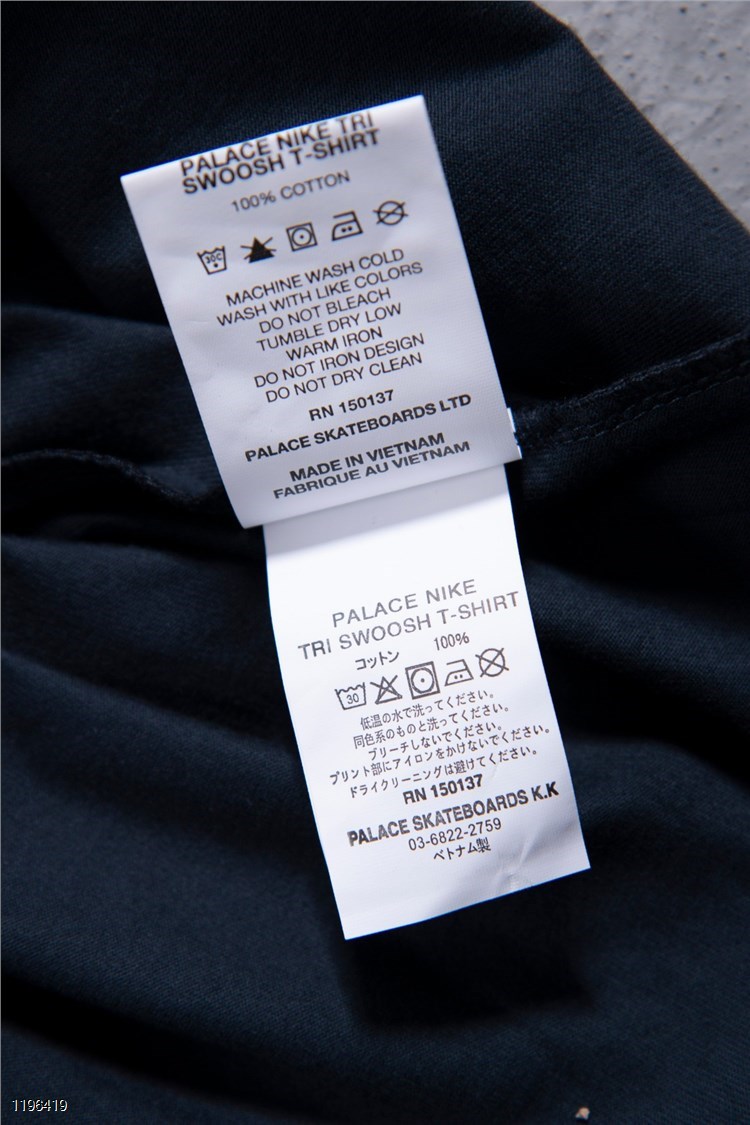 PALACE NIKE TRI
SWOOSH T-SHIRT
100% COTTON
30C
MACHINE WASH COLD
WASH WITH LIKE COLORS
DO NOT BLEACH
TUMBLE DRY LOW
WARM IRON
DO NOT IRON DESIGN
DO NOT DRY CLEAN
RN 150137
PALACE SKATEBOARDS LTD
MADE IN VIETNAM
FABRIQUE AU VIETNAM
PALACE NIKE
TRI SWOOSH T-SHIRT
コットン 100%
30
低温の水で洗ってください。
同色系のものと洗ってください。
ブリーチしないでください。
プリント部にアイロンをかけないでください。
ドライクリーニングは避けてください。
RN 150137
PALACE SKATEBOARDS K.K
03-6822-2759
ベトナム製
1196419